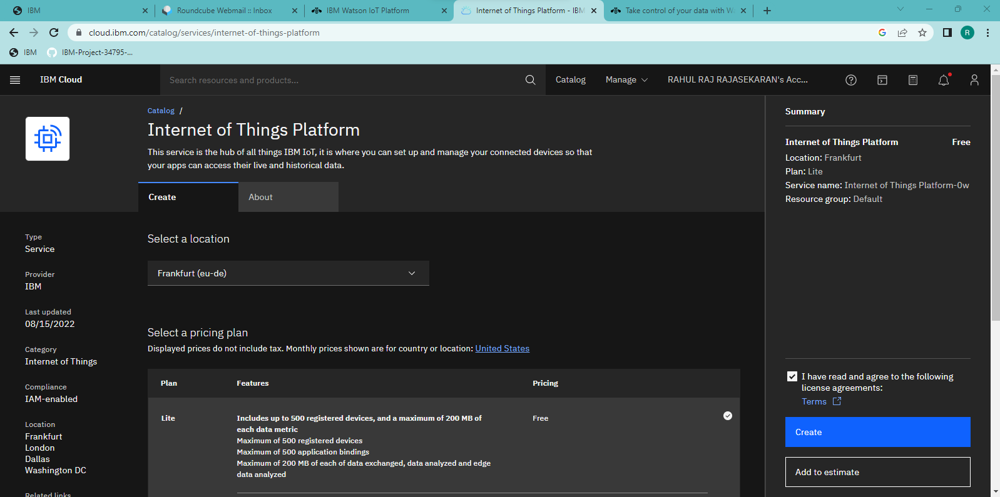 IBM
Roundcube Webmail :: Inbox
IBM Watson IoT Platform
Internet of Things Platform - IBM
Take control of your data with W
cloud.ibm.com/catalog/services/internet-of-things-platform
R
IBM
IBM-Project-34795-...
IBM Cloud
Search resources and products...
Catalog
Manage
RAHUL RAJ RAJASEKARAN's Acc...
Catalog /
Internet of Things Platform
This service is the hub of all things IBM IoT, it is where you can set up and manage your connected devices so that
your apps can access their live and historical data.
Create
About
Type
Service
Provider
IBM
Last updated
08/15/2022
Category
Internet of Things
Compliance
IAM-enabled
Location
Frankfurt
London
Dallas
Washington DC
Related links
Select a location
Frankfurt (eu-de)
Select a pricing plan
Displayed prices do not include tax. Monthly prices shown are for country or location: United States
Plan
Features
Pricing
Lite
Includes up to 500 registered devices, and a maximum of 200 MB of
each data metric
Maximum of 500 registered devices
Maximum of 500 application bindings
Maximum of 200 MB of each of data exchanged, data analyzed and edge
data analyzed
Free
Summary
Internet of Things Platform Free
Location: Frankfurt
Plan: Lite
Service name: Internet of Things Platform-0w
Resource group: Default
I have read and agree to the following
license agreements:
Terms
Create
Add to estimate